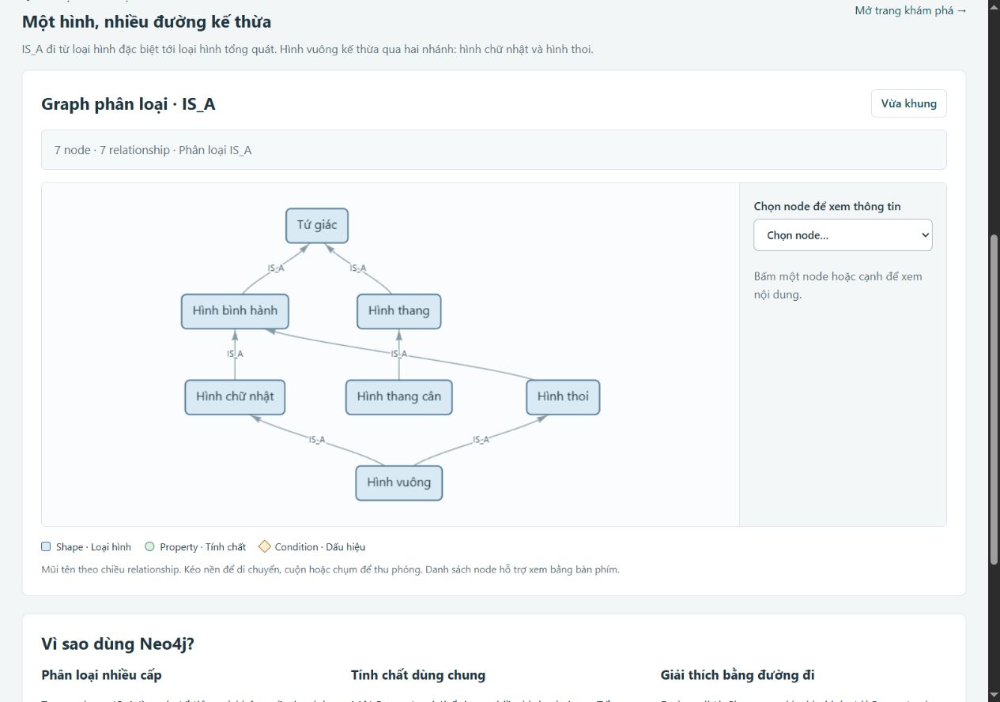 Mở trang khám phá →
Một hình, nhiều đường kế thừa
IS_A đi từ loại hình đặc biệt tới loại hình tổng quát. Hình vuông kế thừa qua hai nhánh: hình chữ nhật và hình thoi.
Graph phân loại · IS_A
Vừa khung
7 node · 7 relationship · Phân loại IS_A
Tứ giác
IS_A
IS_A
Hình bình hành
Hình thang
IS_A
IS_A
Hình chữ nhật
Hình thang cân
Hình thoi
IS_A
IS_A
Hình vuông
Chọn node để xem thông tin
Chọn node...
Bấm một node hoặc cạnh để xem
nội dung.
Shape · Loại hình
Property · Tính chất
Condition · Dấu hiệu
Mũi tên theo chiều relationship. Kéo nền để di chuyển, cuộn hoặc chụm để thu phóng. Danh sách node hỗ trợ xem bằng bàn phím.
Vì sao dùng Neo4j?
Phân loại nhiều cấp
Tính chất dùng chung
Giải thích bằng đường đi